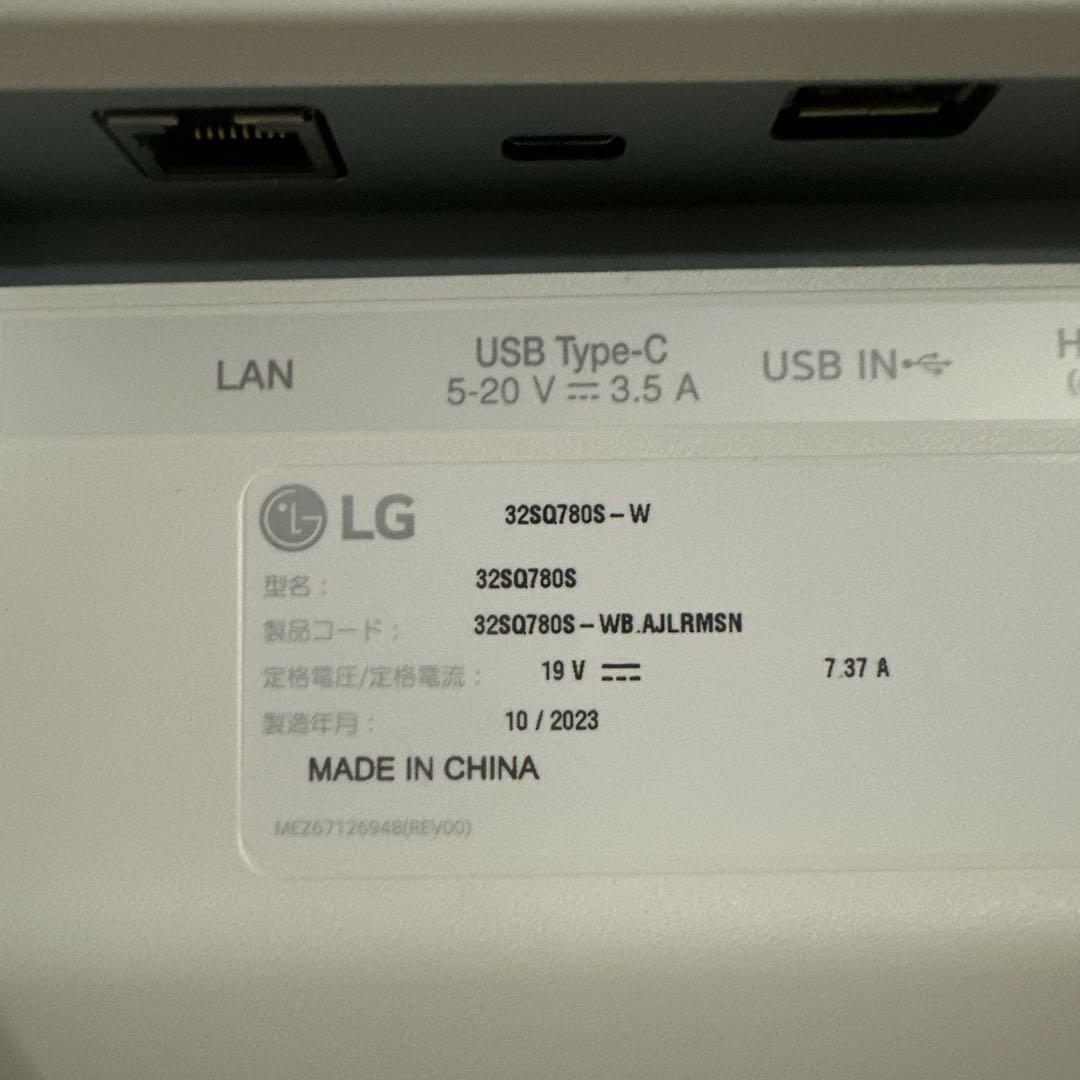 LAN
USB Type-C
5-20 V ⎓ 3.5 A
USB IN
H
(
LG
32SQ780S-W
型名 : 32SQ780S
製品コード : 32SQ780S-WB.AJLRMSN
定格電圧/定格電流 : 19 V ⎓ 7.37 A
製造年月 : 10 / 2023
MADE IN CHINA
MEZ67126948(REV00)